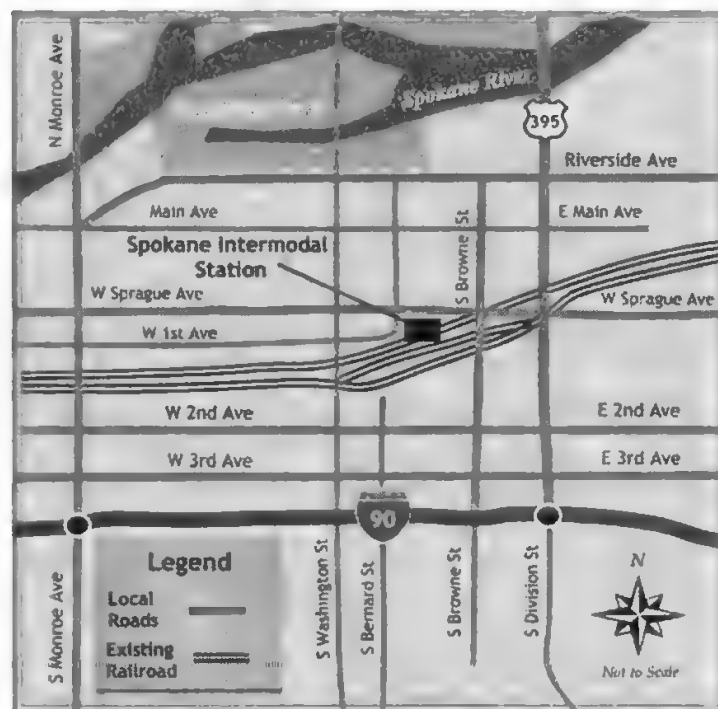 N Monroe Ave
Spokane River
395
Riverside Ave
Main Ave
S Browne St
E Main Ave
Spokane Intermodal
Station
W Sprague Ave
W Sprague Ave
W 1st Ave
W 2nd Ave
E 2nd Ave
W 3rd Ave
E 3rd Ave
90
Legend
Local
Roads
Existing
Railroad
S Monroe Ave
S Washington St
S Bernard St
S Browne St
S Division St
N
Not to Scale